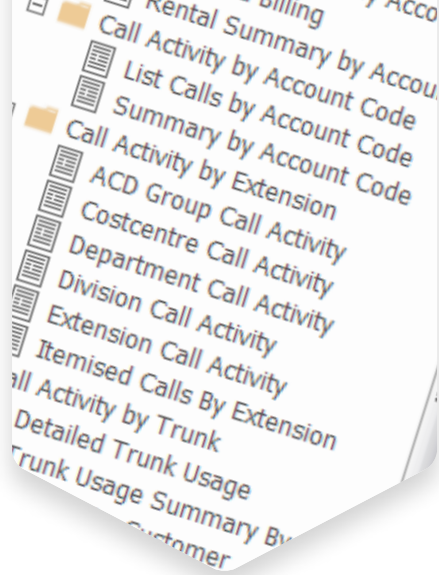 Billing
Rental Summary by
Call Activity by Account Code
List Calls by Account Code
Summary by Account Code
Call Activity by Extension
ACD Group Call Activity
Costcentre Call Activity
Department Call Activity
Division Call Activity
Extension Call Activity
Itemised Calls By Extension
Activity by Trunk
Detailed Trunk Usage
Trunk Usage Summary By
Customer